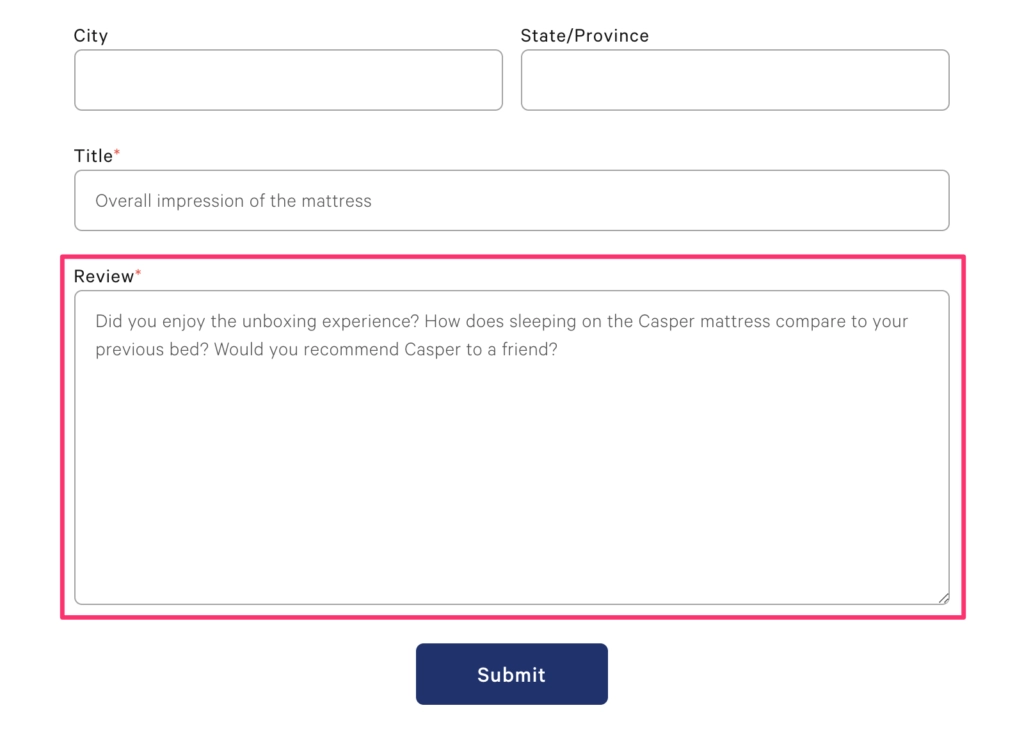 City
State/Province
Title*
Overall impression of the mattress
Review*
Did you enjoy the unboxing experience? How does sleeping on the Casper mattress compare to your
previous bed? Would you recommend Casper to a friend?
Submit